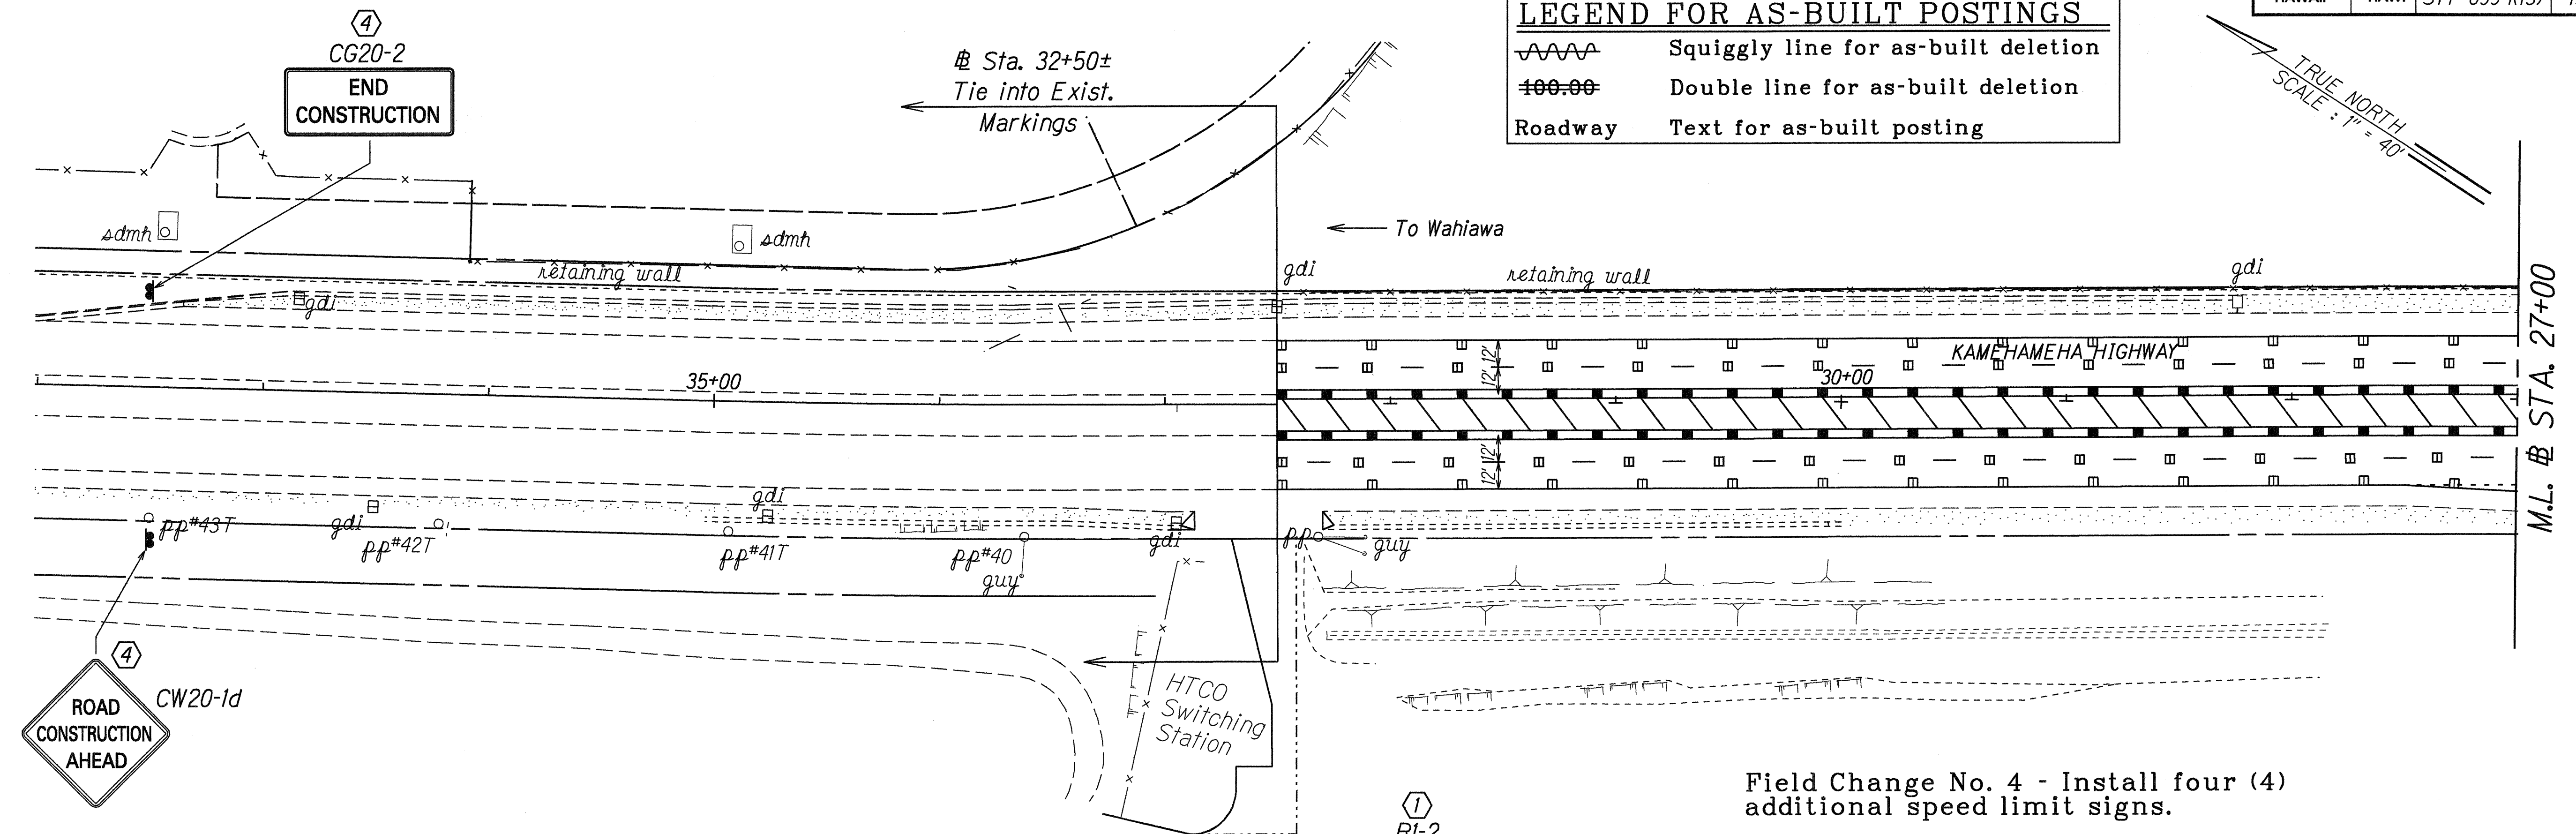 4
CG20-2
END
CONSTRUCTION
℄ Sta. 32+50±
Tie into Exist.
Markings
LEGEND FOR AS-BUILT POSTINGS
Squiggly line for as-built deletion
100.00 Double line for as-built deletion
Roadway Text for as-built posting
TRUE NORTH
SCALE : 1" = 40'
To Wahiawa
sdmh
sdmh
retaining wall
gdi
gdi
retaining wall
gdi
M.L. ℄ STA. 27+00
12'
12'
KAMEHAMEHA HIGHWAY
35+00
30+00
12'
12'
pp#43T
gdi
pp#42T
gdi
pp#41T
pp#40
guy
gdi
pp
guy
4
CW20-1d
ROAD
CONSTRUCTION
AHEAD
HTCO
Switching
Station
1
Field Change No. 4 - Install four (4)
additional speed limit signs.